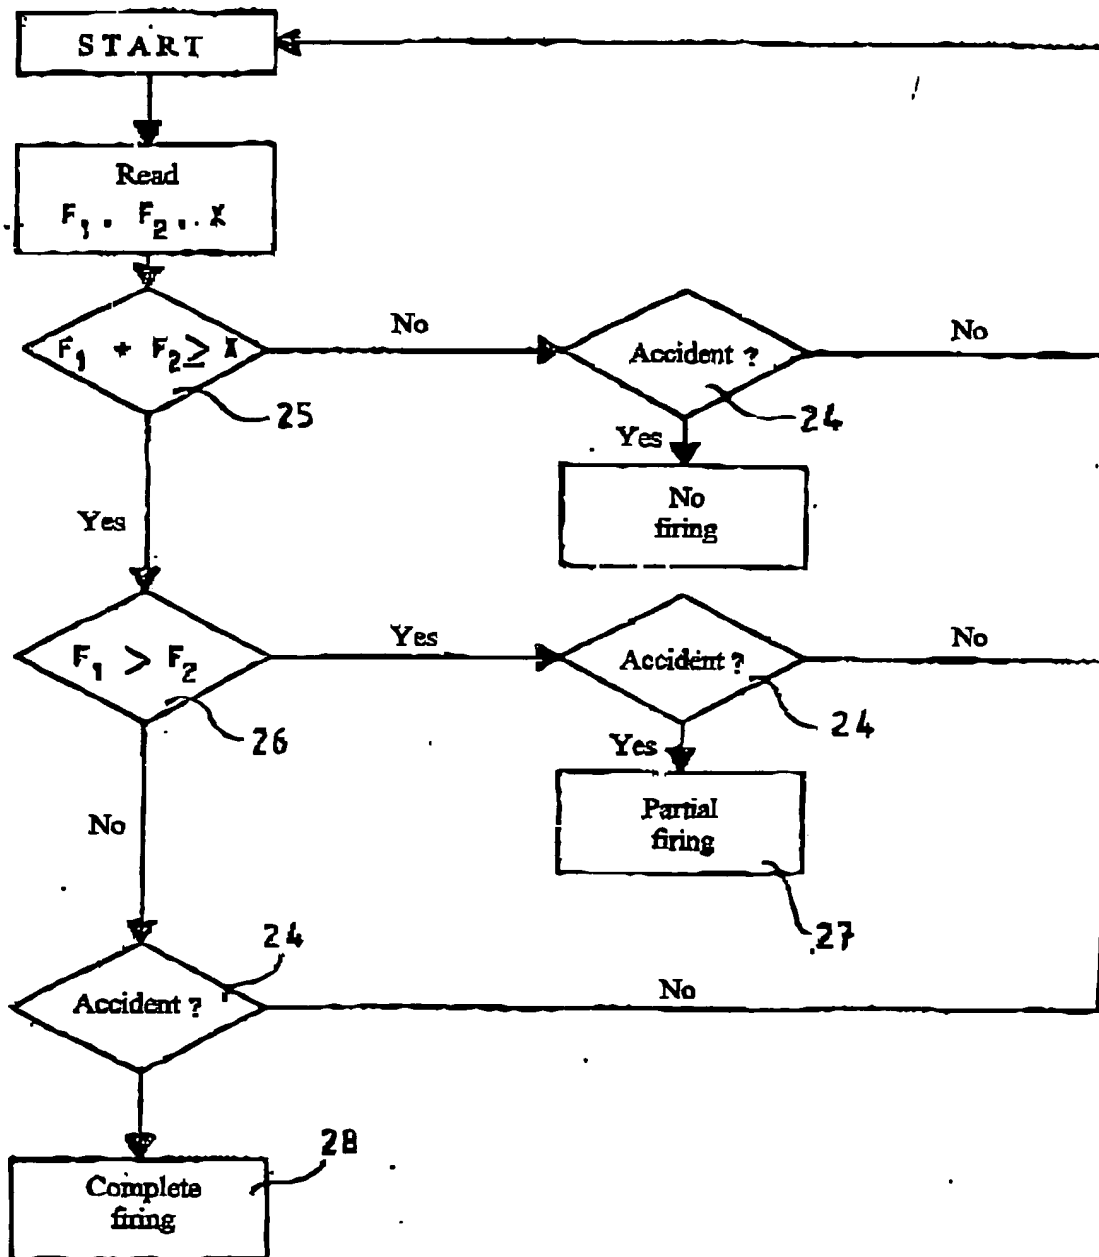 START
Read
F1, F2, X
F1 + F2 ≥ X
25
No
Accident ?
24
No
Yes
No
firing
Yes
F1 > F2
26
Yes
Accident ?
24
No
Yes
Partial
firing
27
No
24
Accident ?
No
28
Complete
firing